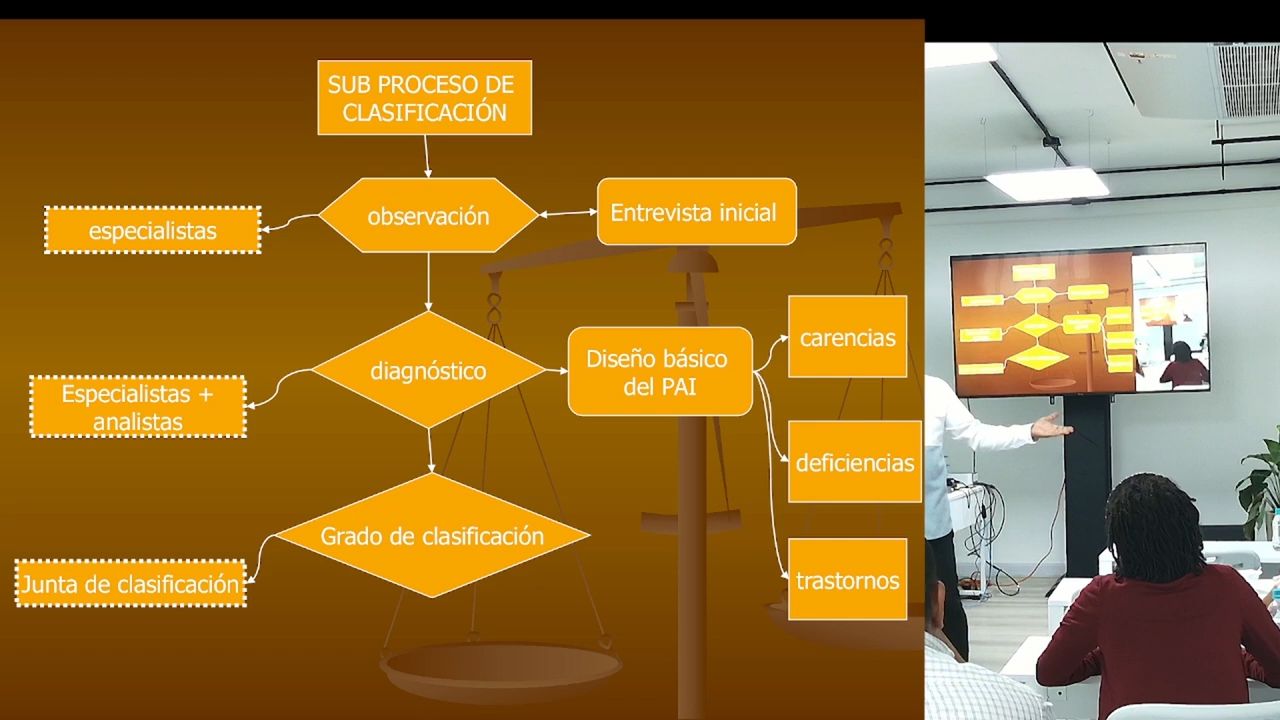 SUB PROCESO DE
CLASIFICACIÓN
observación
Entrevista inicial
especialistas
diagnóstico
Diseño básico
del PAI
carencias
Especialistas +
analistas
deficiencias
Grado de clasificación
trastornos
Junta de clasificación